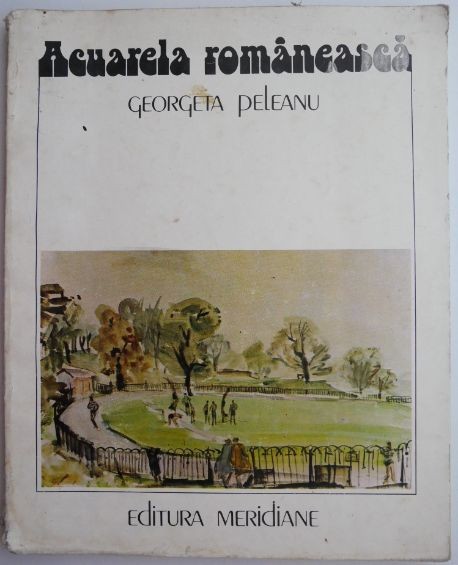 Acuarela românească
GEORGETA PELEANU
EDITURA MERIDIANE